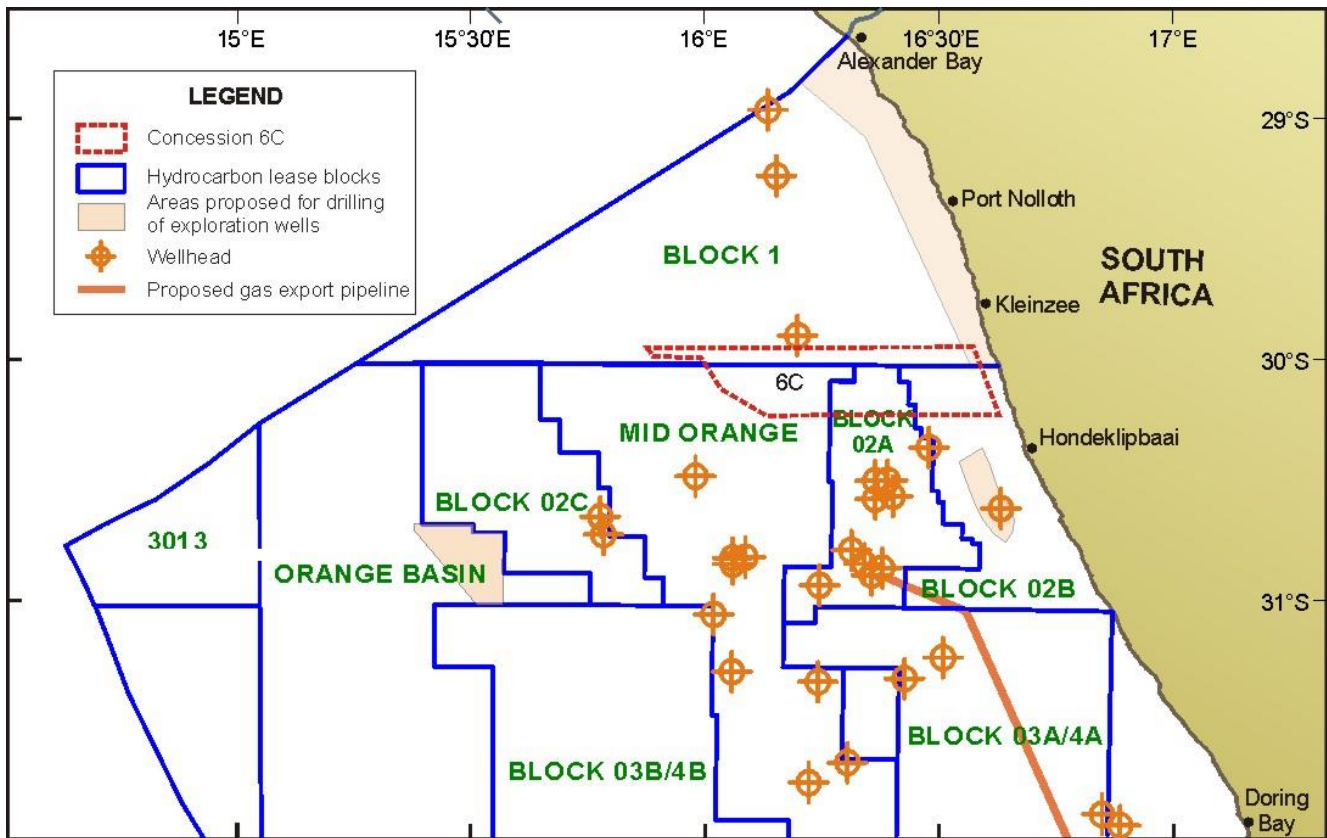 15°E
15°30'E
16°E
16°30'E
17°E
Alexander Bay
LEGEND
Concession 6C
Hydrocarbon lease blocks
Areas proposed for drilling
of exploration wells
Wellhead
Proposed gas export pipeline
29°S
Port Nolloth
BLOCK 1
SOUTH
AFRICA
Kleinzee
30°S
6C
MID ORANGE
BLOCK
02A
Hondeklipbaai
BLOCK 02C
3013
ORANGE BASIN
BLOCK 02B
31°S
BLOCK 03A/4A
BLOCK 03B/4B
Doring
Bay